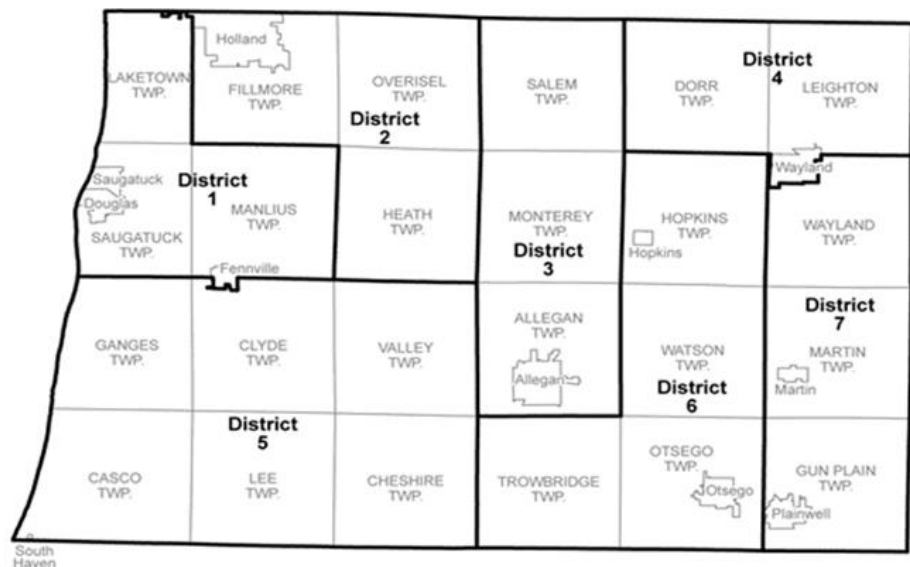 Holland
District
4
LAKETOWN
TWP.
FILLMORE
TWP.
OVERISEL
TWP.
SALEM
TWP.
DORR
TWP.
LEIGHTON
TWP.
District
2
Wayland
Saugatuck
Douglas
District
1
SAUGATUCK
TWP.
MANLIUS
TWP.
HEATH
TWP.
MONTEREY
TWP.
District
3
HOPKINS
TWP.
Hopkins
WAYLAND
TWP.
Fennville
GANGES
TWP.
CLYDE
TWP.
VALLEY
TWP.
ALLEGAN
TWP.
Allegan
WATSON
TWP.
District
6
District
7
MARTIN
TWP.
Martin
District
5
CASCO
TWP.
LEE
TWP.
CHESHIRE
TWP.
TROWBRIDGE
TWP.
OTSEGO
TWP.
Otsego
GUN PLAIN
TWP.
Plainwell
South
Haven